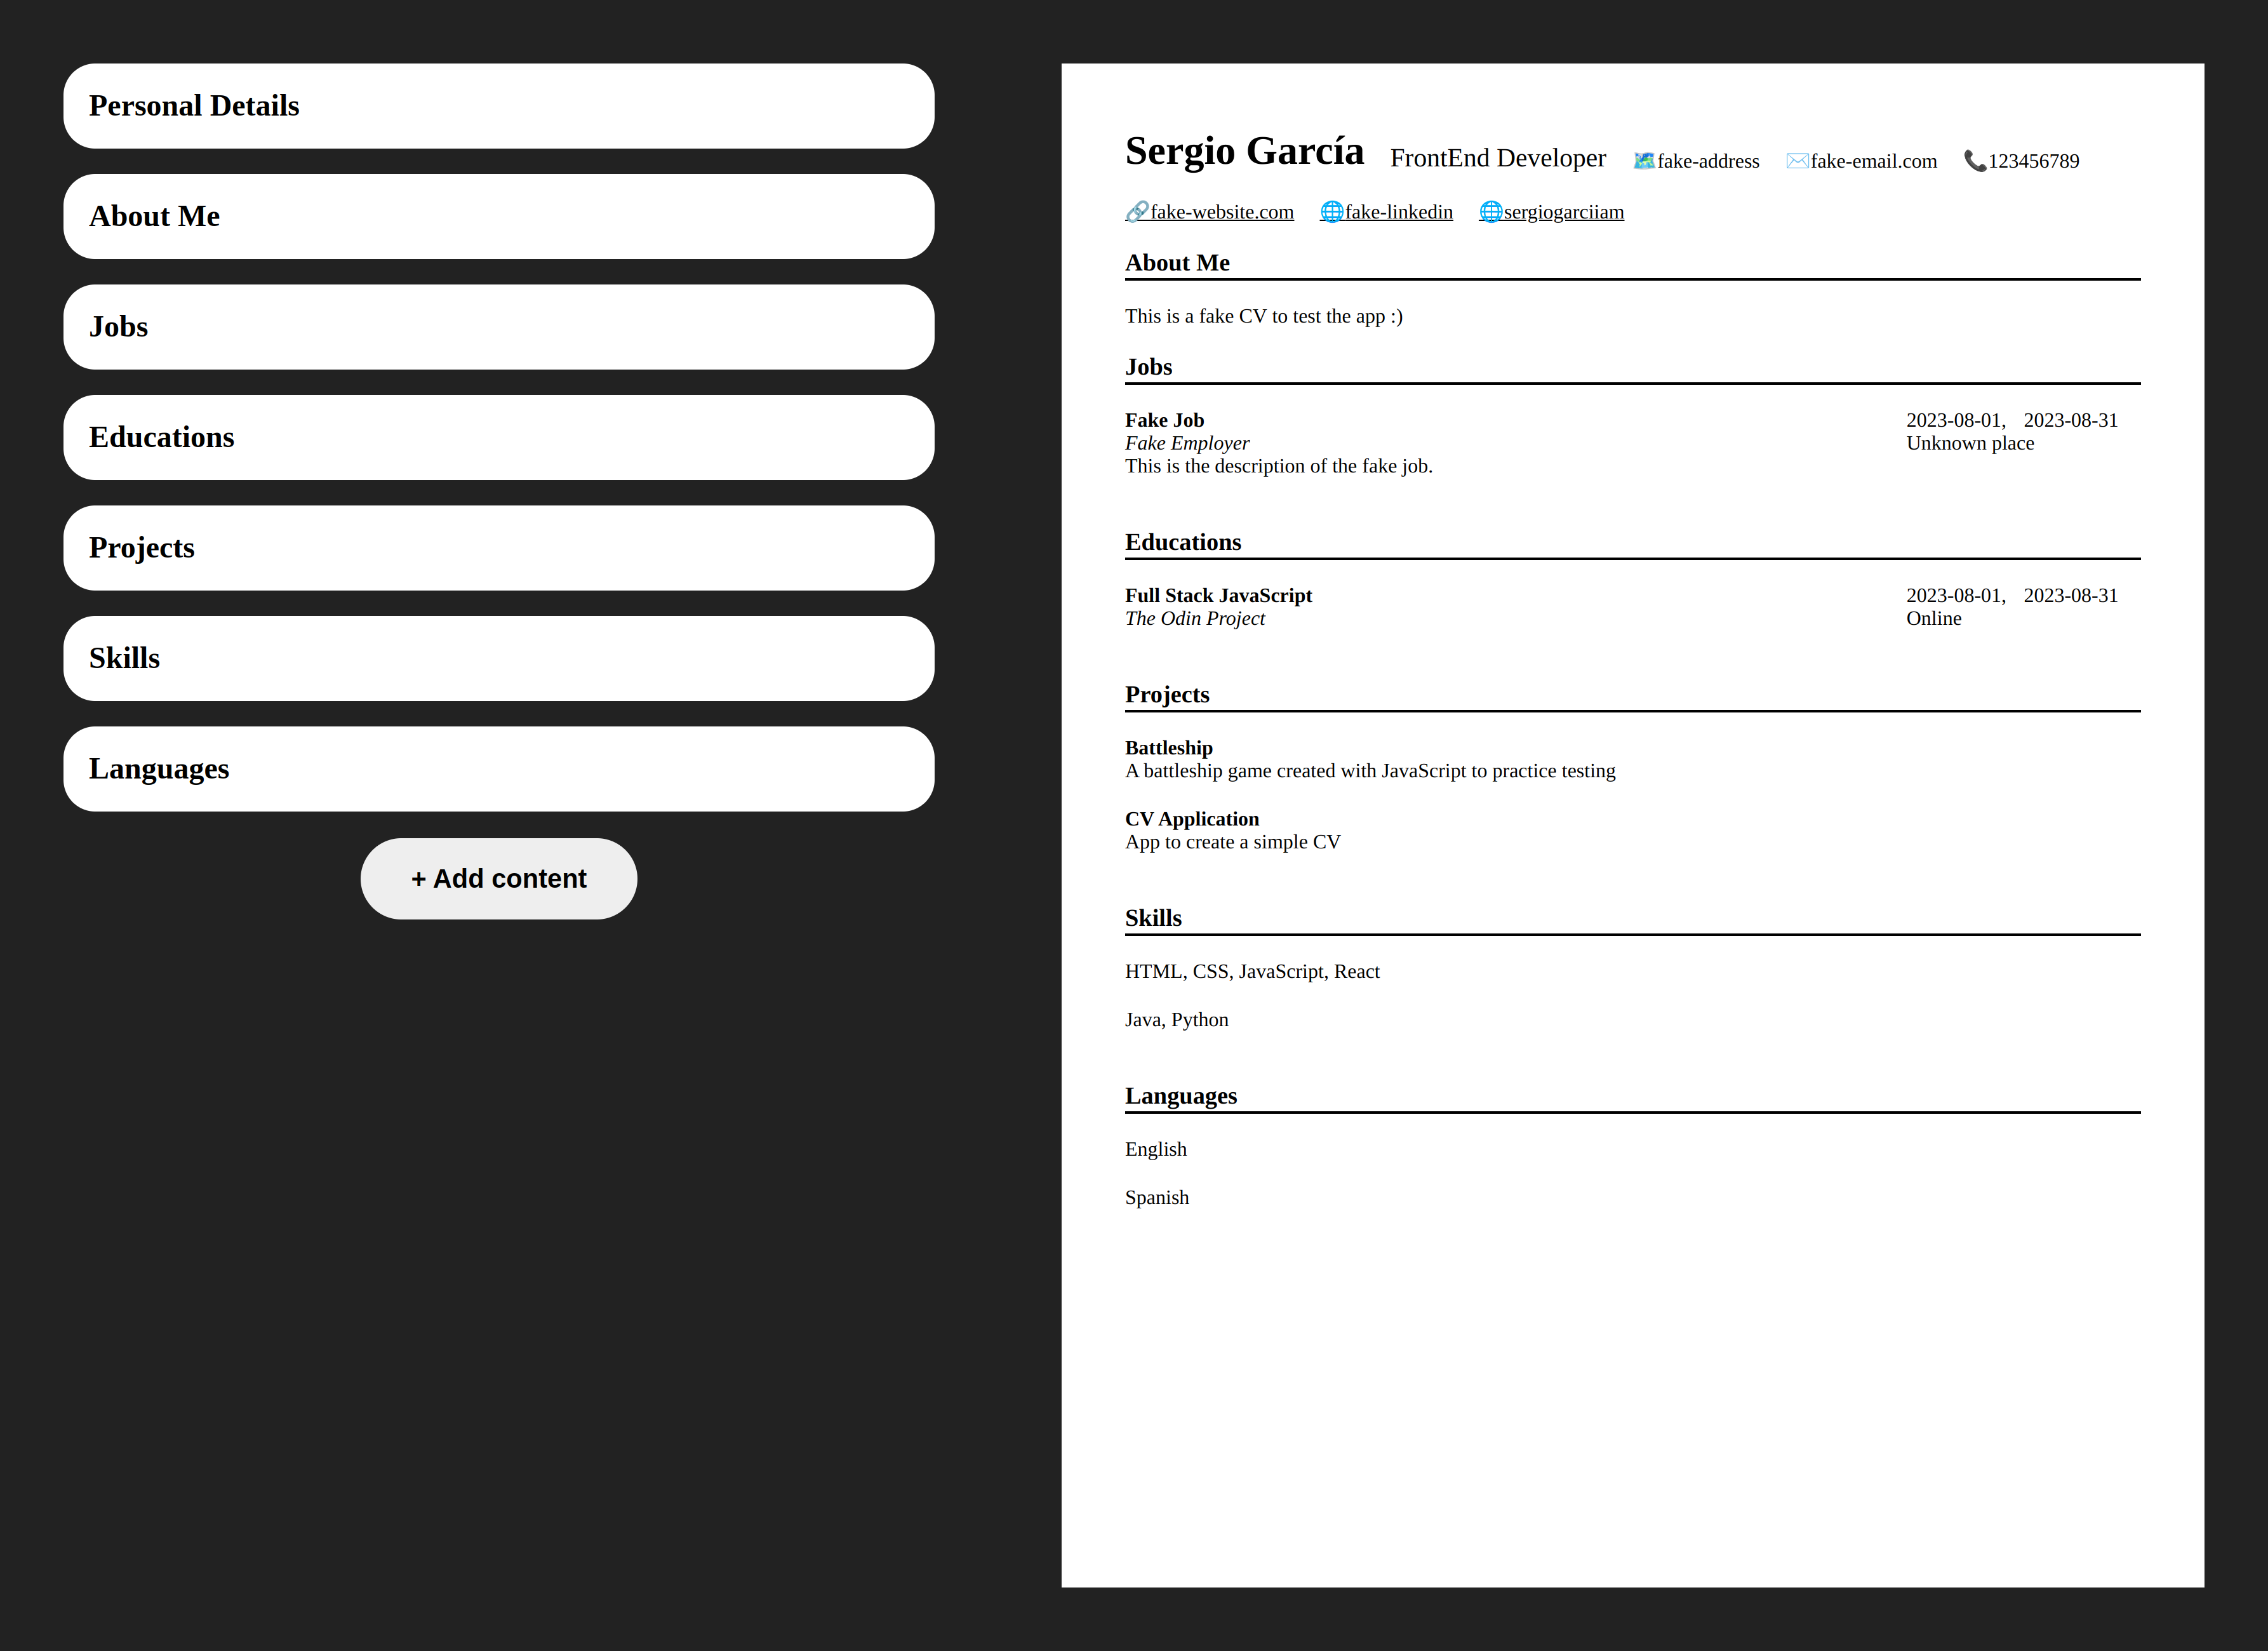 Personal Details
About Me
Jobs
Educations
Projects
Skills
Languages
+ Add content
Sergio García FrontEnd Developer 🗺️fake-address ✉️fake-email.com 📞123456789
🔗fake-website.com 🌐fake-linkedin 🌐sergiogarciiam
About Me
This is a fake CV to test the app :)
Jobs
Fake Job 2023-08-01, 2023-08-31
Fake Employer Unknown place
This is the description of the fake job.
Educations
Full Stack JavaScript 2023-08-01, 2023-08-31
The Odin Project Online
Projects
Battleship
A battleship game created with JavaScript to practice testing
CV Application
App to create a simple CV
Skills
HTML, CSS, JavaScript, React
Java, Python
Languages
English
Spanish